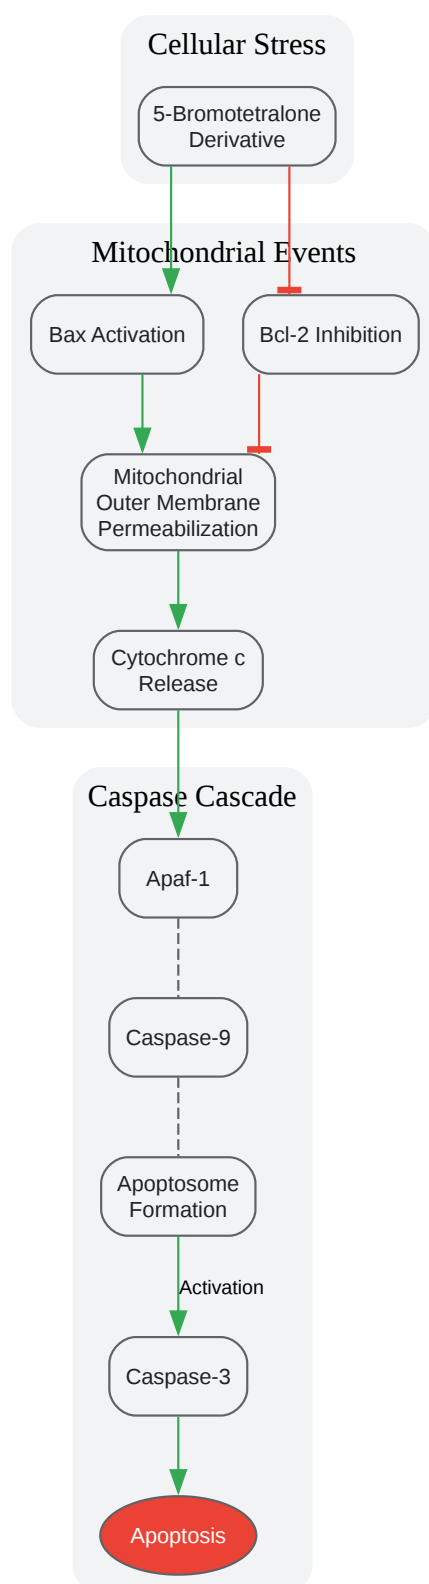 Cellular Stress
5-Bromotetralone
Derivative
Mitochondrial Events
Bax Activation
Bcl-2 Inhibition
Mitochondrial
Outer Membrane
Permeabilization
Cytochrome c
Release
Caspase Cascade
Apaf-1
Caspase-9
Apoptosome
Formation
Activation
Caspase-3
Apoptosis